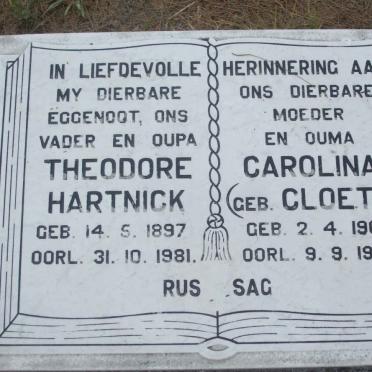 IN LIEFDEVOLLE HERINNERING AA
MY DIERBARE
EGGENOOT, ONS
VADER EN OUPA
THEODORE
HARTNICK
GEB. 14. 5. 1897
OORL. 31. 10. 1981.
ONS DIERBARE
MOEDER
EN OUMA
CAROLINA
(GEB. CLOET
GEB. 2. 4. 19
OORL. 9. 9. 19
RUS SAG